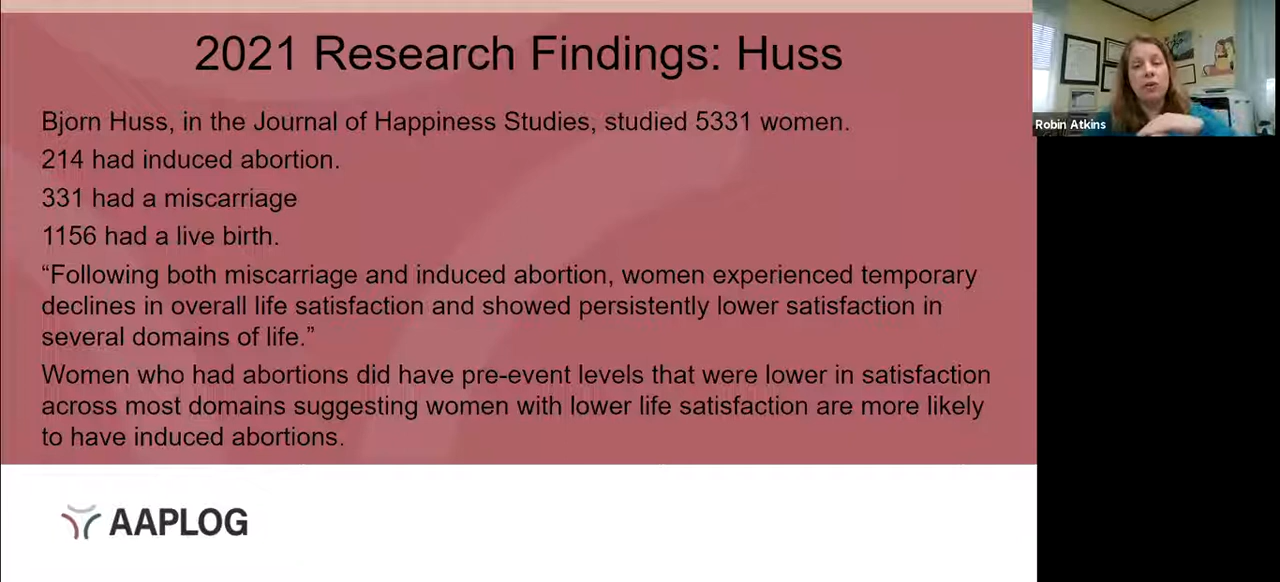 2021 Research Findings: Huss
Bjorn Huss, in the Journal of Happiness Studies, studied 5331 women.
214 had induced abortion.
331 had a miscarriage
1156 had a live birth.
“Following both miscarriage and induced abortion, women experienced temporary
declines in overall life satisfaction and showed persistently lower satisfaction in
several domains of life.”
Women who had abortions did have pre-event levels that were lower in satisfaction
across most domains suggesting women with lower life satisfaction are more likely
to have induced abortions.
Robin Atkins
AAPLOG